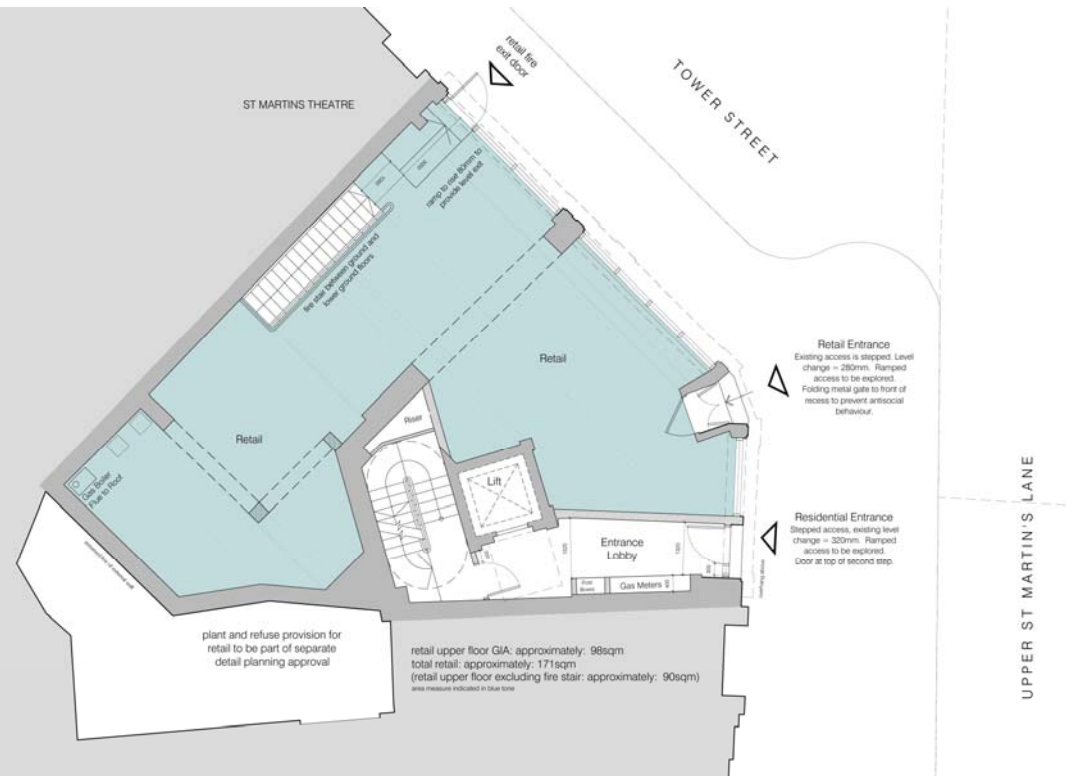 retail fire
exit door
TOWER STREET
ST MARTINS THEATRE
ramp to rise 80mm to
provide level exit
fire stair between ground and
lower ground floors
Retail
Retail Entrance
Existing access is stepped. Level
change = 280mm. Ramped
access to be explored.
Folding metal gate to front of
recess to prevent antisocial
behaviour.
Riser
Retail
Gas Boiler
Flue to Roof
Lift
UPPER ST MARTIN'S LANE
Residential Entrance
Stepped access, existing level
change = 320mm. Ramped
access to be explored.
Door at top of second step.
Entrance
Lobby
Post
Boxes
Gas Meters
overhang above
plant and refuse provision for
retail to be part of separate
detail planning approval
retail upper floor GIA: approximately: 98sqm
total retail: approximately: 171sqm
(retail upper floor excluding fire stair: approximately: 90sqm)
area measure indicated in blue tone